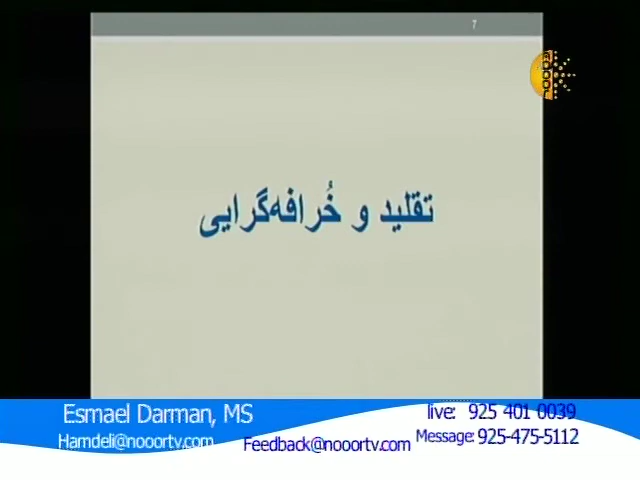 7
تقلید و خُرافه‌گرایی
Esmael Darman, MS
Hamdeli@nooortv.com
Feedback@nooortv.com
live: 925 401 0039
Message: 925-475-5112